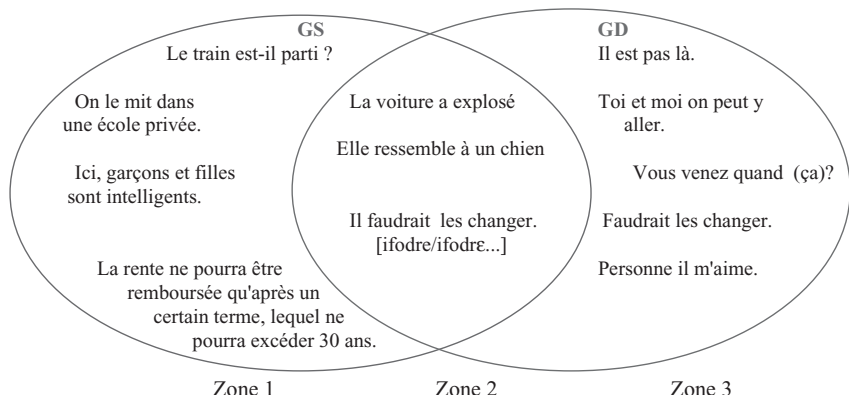 GS
Le train est-il parti ?
On le mit dans
une école privée.
Ici, garçons et filles
sont intelligents.
La rente ne pourra être
remboursée qu'après un
certain terme, lequel ne
pourra excéder 30 ans.
La voiture a explosé
Elle ressemble à un chien
Il faudrait les changer.
[ifodre/ifodrɛ...]
GD
Il est pas là.
Toi et moi on peut y
aller.
Vous venez quand (ça)?
Faudrait les changer.
Personne il m'aime.
Zone 1
Zone 2
Zone 3